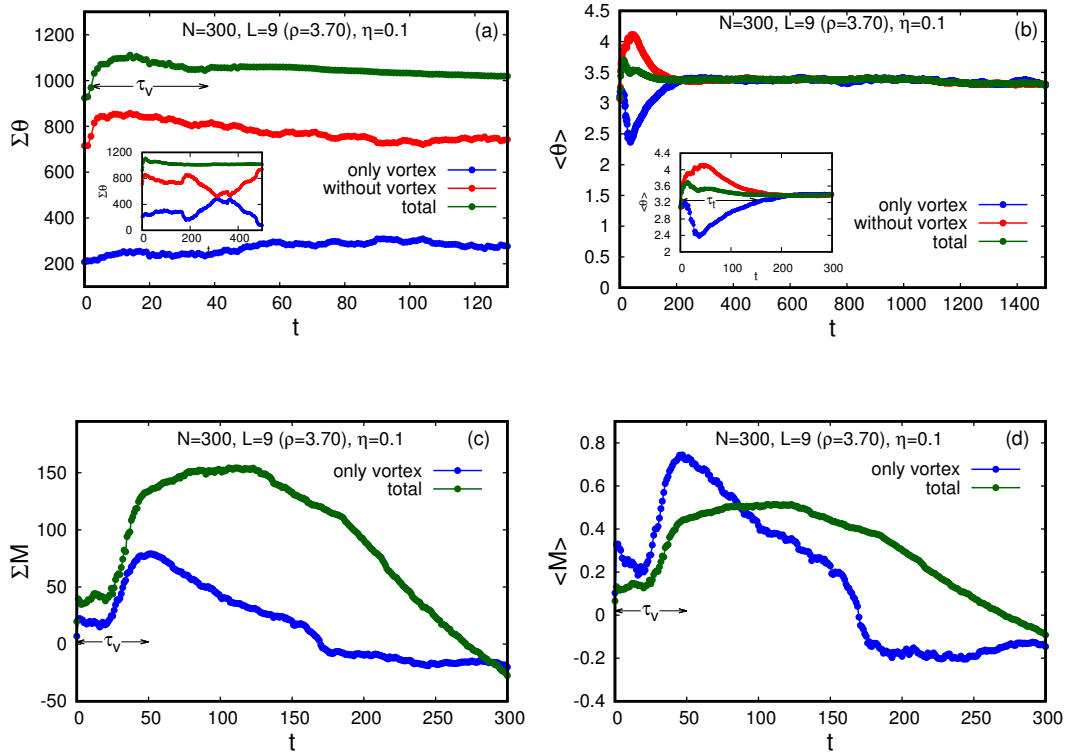 N=300, L=9 (ρ=3.70), η=0.1
(a)
1200
1000
800
600
400
200
Σθ
τv
only vortex
without vortex
total
1200
800
400
0
Σθ
0 200 400
t
0 20 40 60 80 100 120
t
N=300, L=9 (ρ=3.70), η=0.1
(b)
4.5
4
3.5
3
2.5
2
1.5
1
0.5
0
<θ>
4
3.6
3.2
2.8
2.4
2
<θ>
τt
0 100 200 300
t
only vortex
without vortex
total
0 200 400 600 800 1000 1200 1400
t
N=300, L=9 (ρ=3.70), η=0.1
(c)
only vortex
total
150
100
50
0
-50
ΣM
τv
0 50 100 150 200 250 300
t
N=300, L=9 (ρ=3.70), η=0.1
(d)
only vortex
total
0.8
0.6
0.4
0.2
0
-0.2
-0.4
<M>
τv
0 50 100 150 200 250 300
t